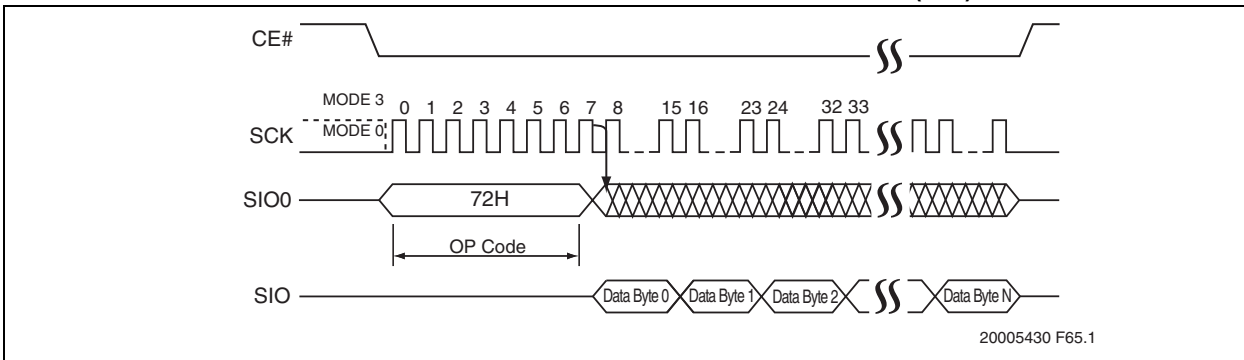 CE#
MODE 3
0 1 2 3 4 5 6 7 8 15 16 23 24 32 33
SCK
MODE 0
SIO0
72H
OP Code
SIO
Data Byte 0 Data Byte 1 Data Byte 2 Data Byte N
20005430 F65.1